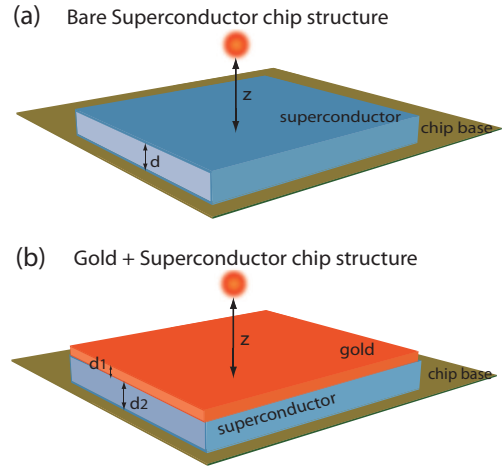 (a) Bare Superconductor chip structure
z
superconductor
chip base
d
(b) Gold + Superconductor chip structure
z
gold
d1
chip base
d2
superconductor